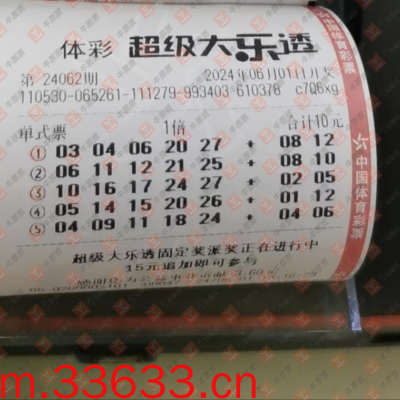 体彩 超级大乐透
第 24062期 2024年06月01日开奖
110530-065261-111279-993403-610378 c7Q6xg
单式票 1倍 合计10元
① 03 04 06 20 27 + 08 12
② 06 11 12 21 25 + 08 10
③ 10 16 17 24 27 + 02 05
④ 05 14 15 20 26 + 01 12
⑤ 04 09 11 18 24 + 04 06
超级大乐透固定奖派奖正在进行中
15元追加即可参与
中国体育彩票
m.33633.cn